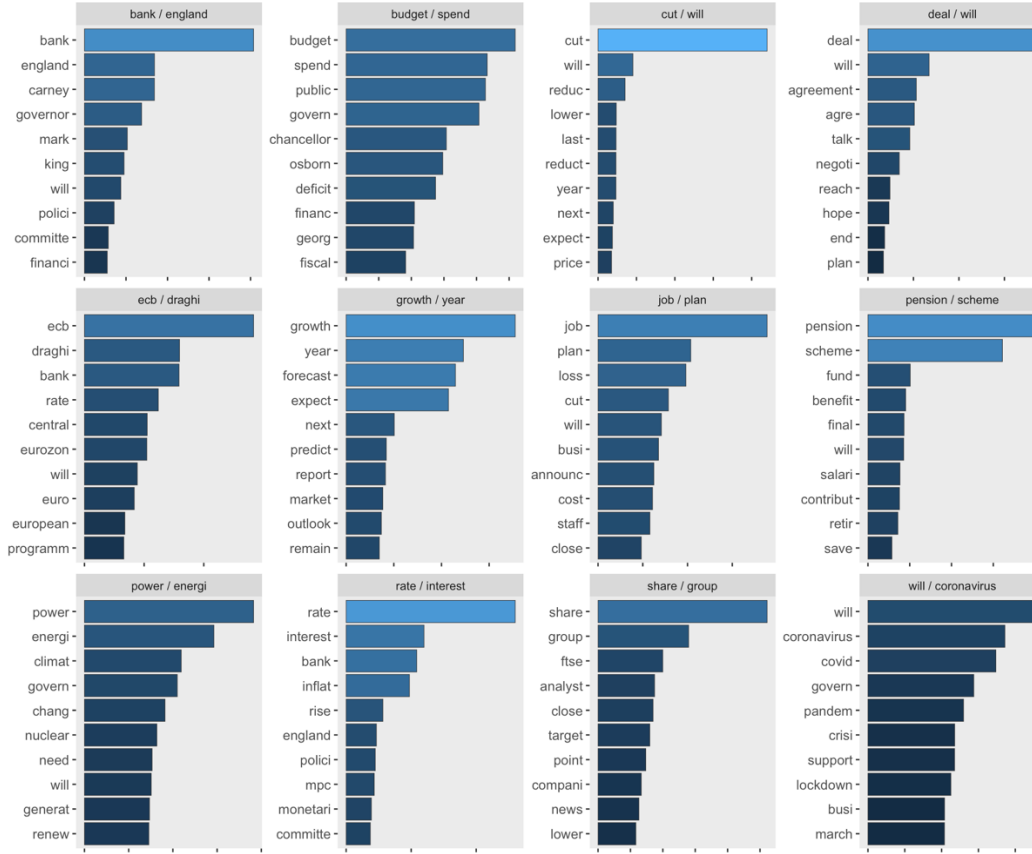 bank / england
bank
england
carney
governor
mark
king
will
polici
committe
financi
budget / spend
budget
spend
public
govern
chancellor
osborn
deficit
financ
georg
fiscal
cut / will
cut
will
reduc
lower
last
reduct
year
next
expect
price
deal / will
deal
will
agreement
agre
talk
negoti
reach
hope
end
plan
ecb / draghi
ecb
draghi
bank
rate
central
eurozon
will
euro
european
programm
growth / year
growth
year
forecast
expect
next
predict
report
market
outlook
remain
job / plan
job
plan
loss
cut
will
busi
announc
cost
staff
close
pension / scheme
pension
scheme
fund
benefit
final
will
salari
contribut
retir
save
power / energi
power
energi
climat
govern
chang
nuclear
need
will
generat
renew
rate / interest
rate
interest
bank
inflat
rise
england
polici
mpc
monetari
committe
share / group
share
group
ftse
analyst
close
target
point
compani
news
lower
will / coronavirus
will
coronavirus
covid
govern
pandem
crisi
support
lockdown
busi
march